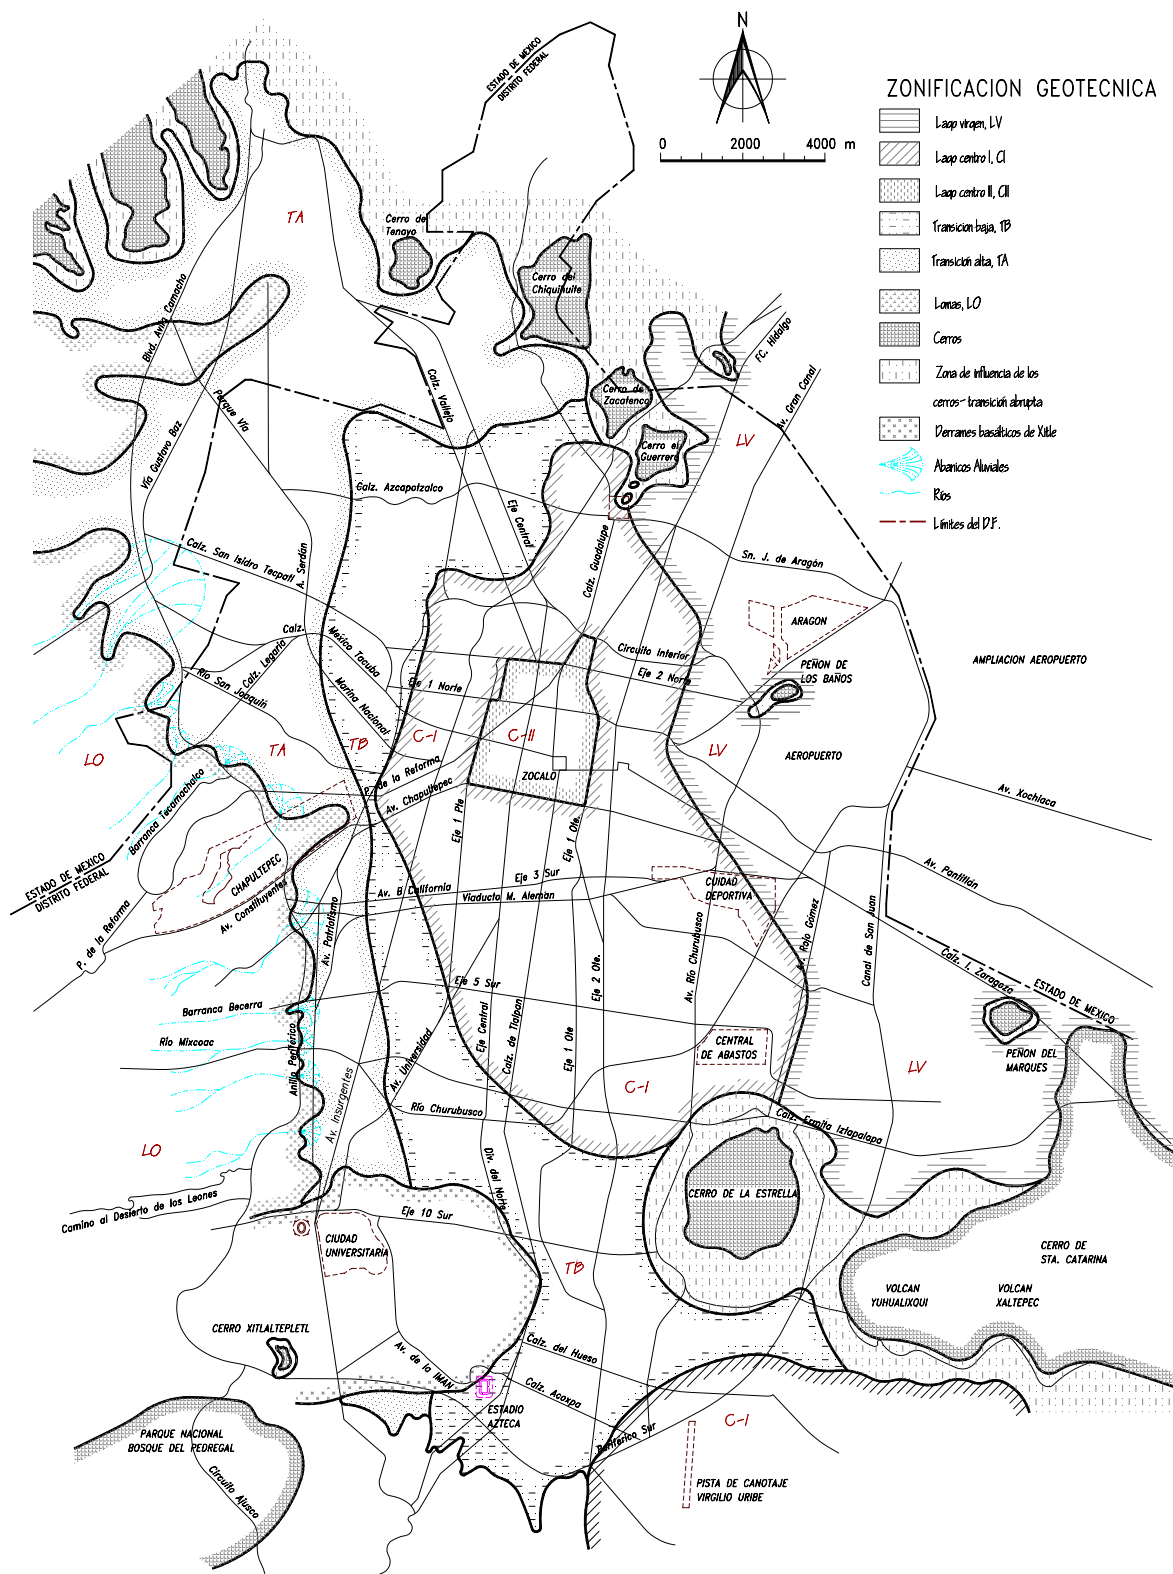 N
0 2000 4000 m
ZONIFICACION GEOTECNICA
Lago virgen, LV
Lago centro I, CI
Lago centro II, CII
Transicion baja, TB
Transición alta, TA
Lomas, LO
Cerros
Zona de influencia de los
cerros- transición abrupta
Derrames basálticos de Xitle
Abanicos Aluviales
Ríos
Límites del D.F.
ESTADO DE MEXICO
DISTRITO FEDERAL
TA
Cerro de
Tenayo
Cerro del
Chiquihuite
Blvd. Avila Camacho
Parque Vía
Calz. Vallejo
Cerro de
Zacatenco
FC. Hidalgo
Av. Gran Canal
LV
Cerro el
Guerrero
Vía Gustavo Baz
Calz. Azcapotzalco
Eje Central
Calz. Guadalupe
Calz. San Isidro Tecpatl
A. Serdán
Sn. J. de Aragón
ARAGON
Calz.
Mexico Tacuba
Calz. Legaria
Circuito Interior
Eje 2 Norte
PEÑON DE
LOS BAÑOS
AMPLIACION AEROPUERTO
Río San Joaquín
Marina Nacional
Eje 1 Norte
LO
TA
TB
C-I
C-II
LV
AEROPUERTO
ZOCALO
P. de la Reforma
Av. Chapultepec
Av. Xochiaca
Barranca Tecamachalco
Eje 1 Pte
Eje 1 Ote.
ESTADO DE MEXICO
DISTRITO FEDERAL
CHAPULTEPEC
Av. Constituyentes
P. de la Reforma
Av. Patriotismo
Av. B California
Eje 3 Sur
Viaducto M. Aleman
CUIDAD
DEPORTIVA
Av. Pantitlán
Av. Río Churubusco
Av. Rojo Gómez
Canal de San Juan
Calz. I. Zaragoza
ESTADO DE MEXICO
Eje 5 Sur
Eje 2 Ote.
Barranca Becerra
Río Mixcoac
Anillo Periférico
Av. Insurgentes
Av. Universidad
Eje Central
Calz. de Tlalpan
Eje 1 Ote
CENTRAL
DE ABASTOS
PEÑON DEL
MARQUES
C-I
LV
Río Churubusco
Calz. Ermita Iztapalapa
LO
Div. del Norte
Camino al Desierto de los Leones
Eje 10 Sur
CERRO DE LA ESTRELLA
CIUDAD
UNIVERSITARIA
TB
CERRO DE
STA. CATARINA
VOLCAN
YUHUALIXQUI
VOLCAN
XALTEPEC
CERRO XITLALTEPLETL
Av. de la IMAN
Calz. del Hueso
Calz. Acoxpa
ESTADIO
AZTECA
C-I
Periferico Sur
PARQUE NACIONAL
BOSQUE DEL PEDREGAL
Circuito Ajusco
PISTA DE CANOTAJE
VIRGILIO URIBE